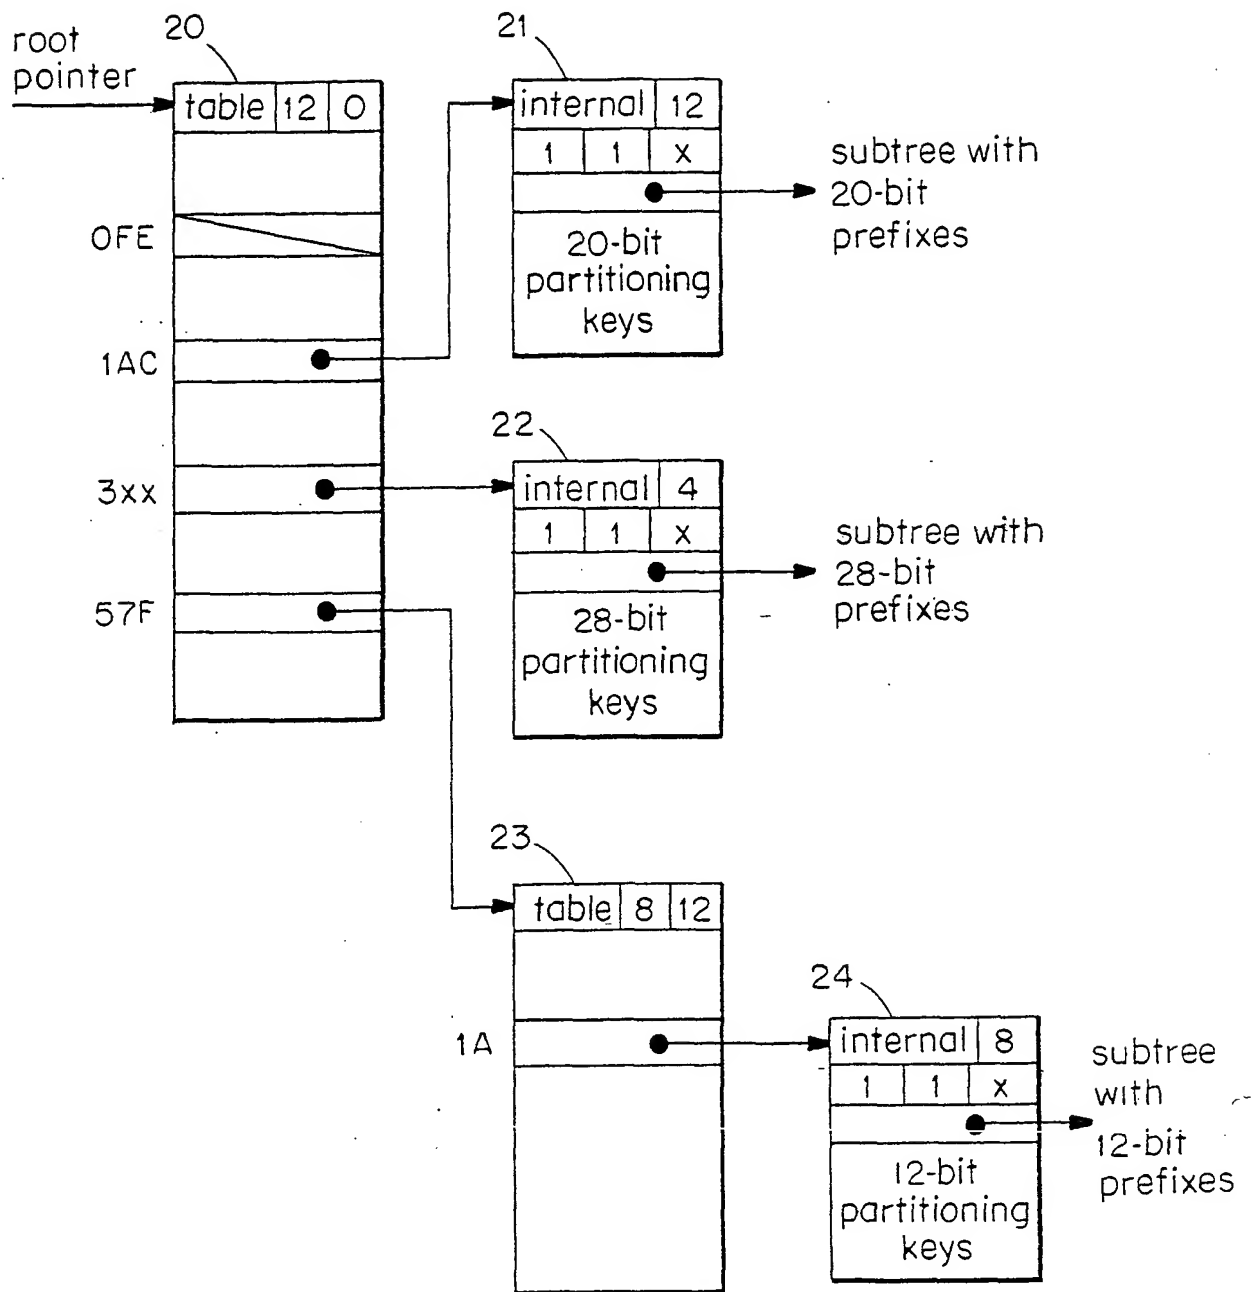 root
pointer
20
table 12 0
0FE
1AC
3xx
57F
21
internal 12
1 1 x
20-bit
partitioning
keys
subtree with
20-bit
prefixes
22
internal 4
1 1 x
28-bit
partitioning
keys
subtree with
28-bit
prefixes
23
table 8 12
1A
24
internal 8
1 1 x
12-bit
partitioning
keys
subtree
with
12-bit
prefixes